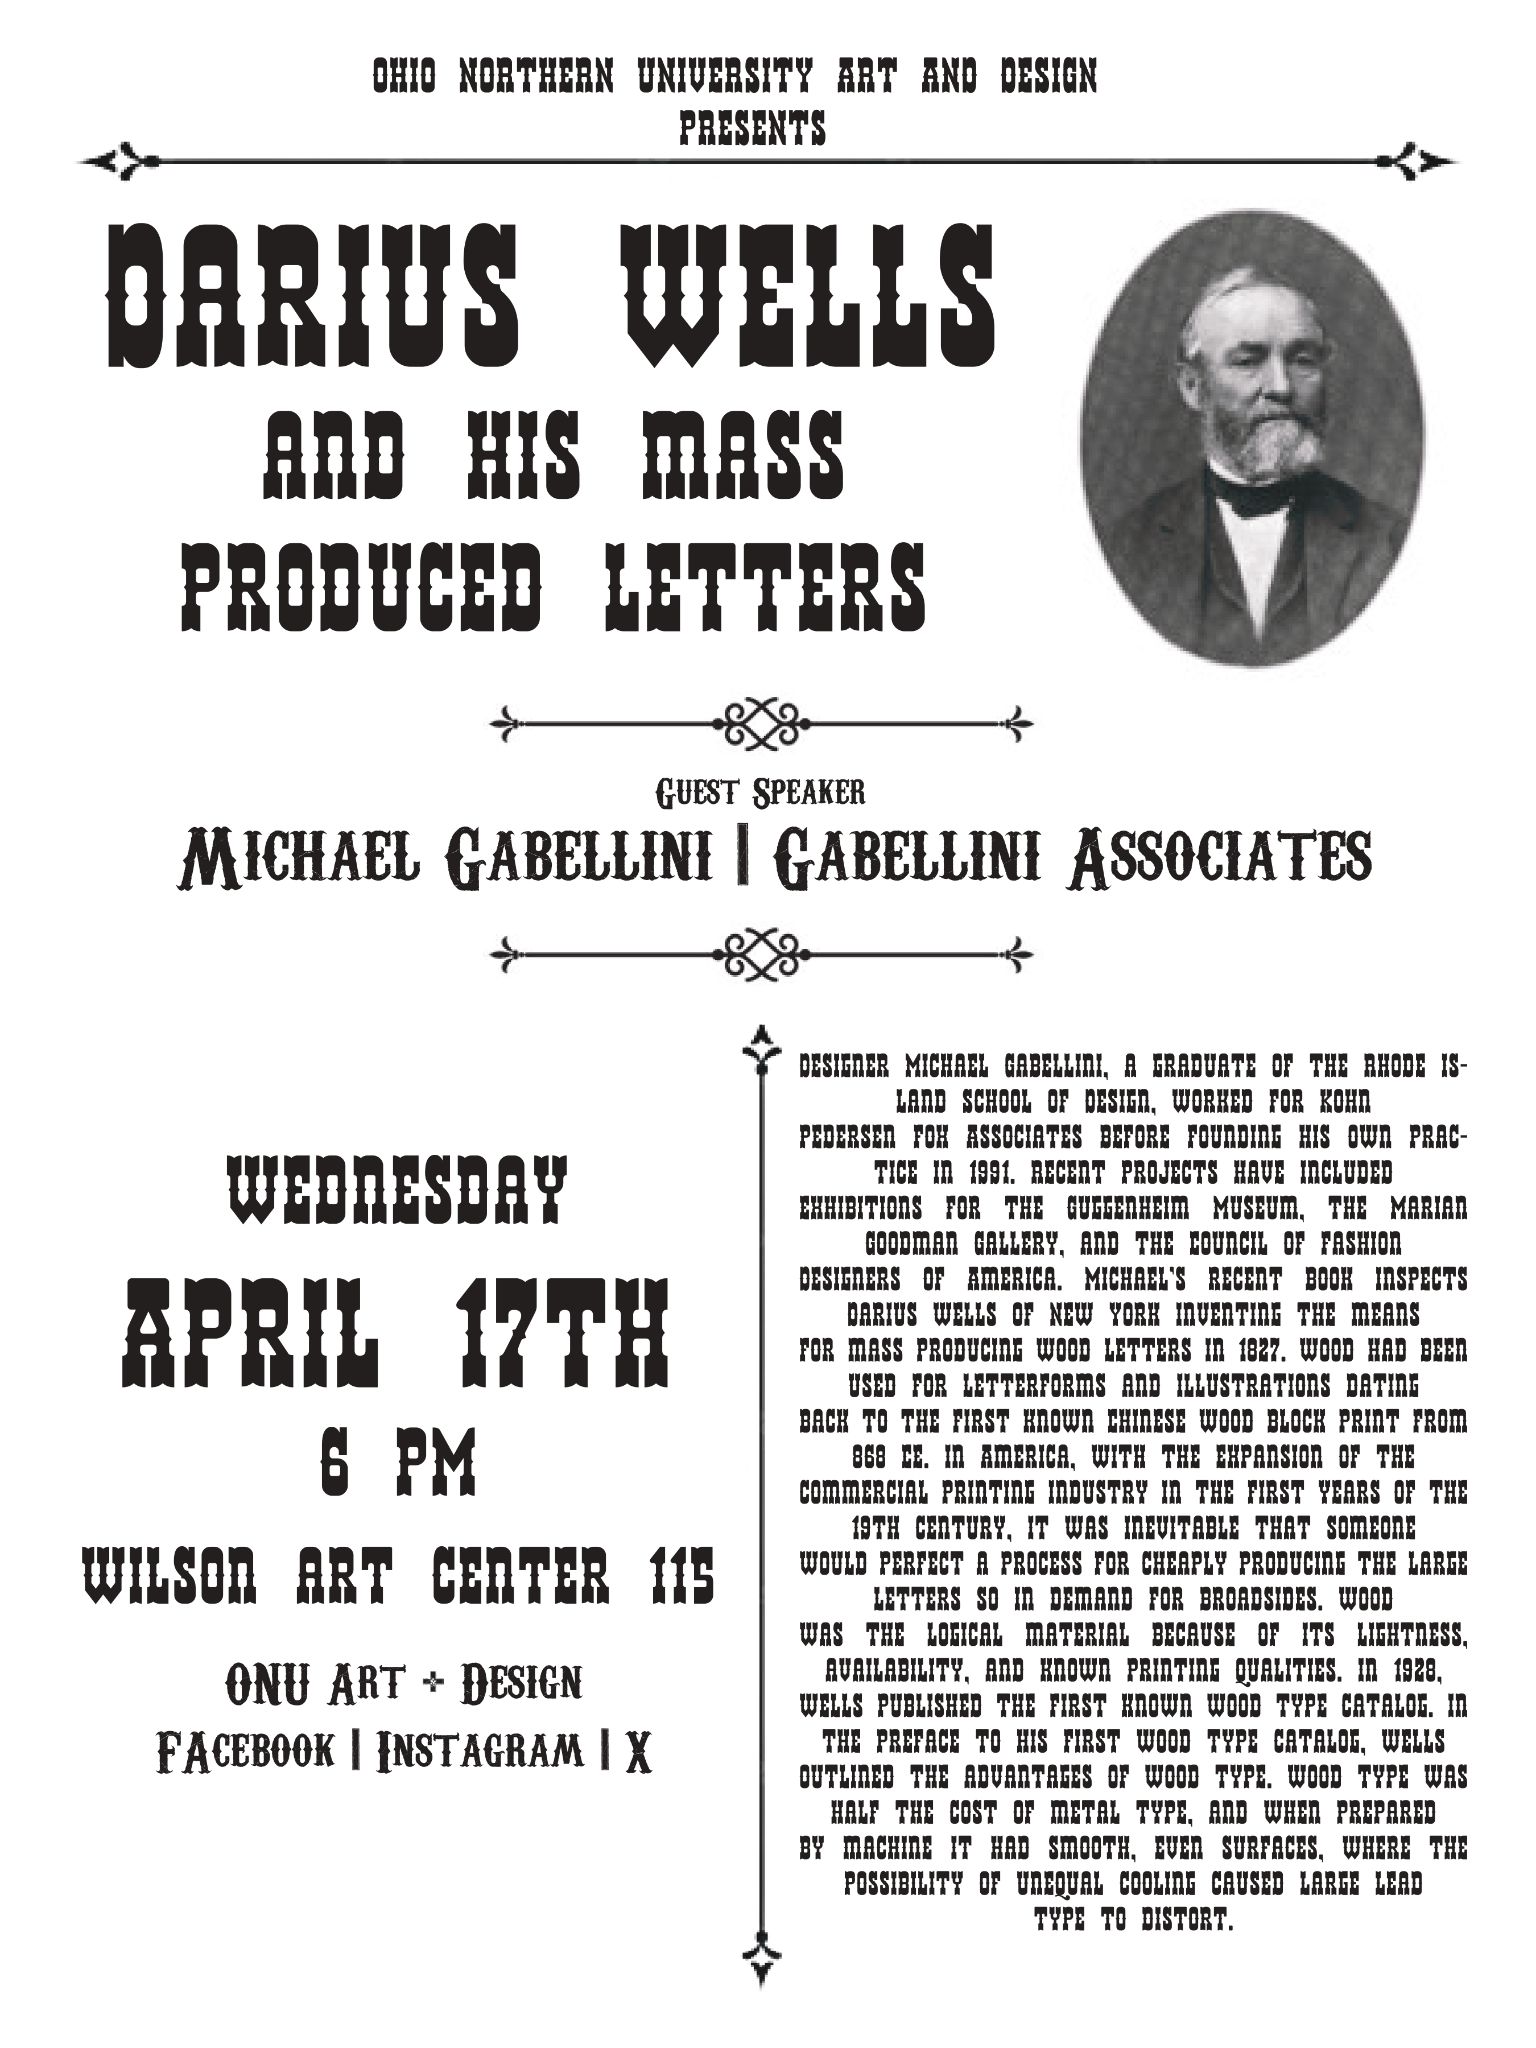 OHIO NORTHERN UNIVERSITY ART AND DESIGN
PRESENTS
DARIUS WELLS
AND HIS MASS
PRODUCED LETTERS
GUEST SPEAKER
MICHAEL GABELLINI | GABELLINI ASSOCIATES
WEDNESDAY
APRIL 17TH
6 PM
WILSON ART CENTER 115
ONU ART + DESIGN
FACEBOOK | INSTAGRAM | X
DESIGNER MICHAEL GABELLINI, A GRADUATE OF THE RHODE IS-
LAND SCHOOL OF DESIGN, WORKED FOR KOHN
PEDERSEN FOX ASSOCIATES BEFORE FOUNDING HIS OWN PRAC-
TICE IN 1991. RECENT PROJECTS HAVE INCLUDED
EXHIBITIONS FOR THE GUGGENHEIM MUSEUM, THE MARIAN
GOODMAN GALLERY, AND THE COUNCIL OF FASHION
DESIGNERS OF AMERICA. MICHAEL'S RECENT BOOK INSPECTS
DARIUS WELLS OF NEW YORK INVENTING THE MEANS
FOR MASS PRODUCING WOOD LETTERS IN 1827. WOOD HAD BEEN
USED FOR LETTERFORMS AND ILLUSTRATIONS DATING
BACK TO THE FIRST KNOWN CHINESE WOOD BLOCK PRINT FROM
868 CE. IN AMERICA, WITH THE EXPANSION OF THE
COMMERCIAL PRINTING INDUSTRY IN THE FIRST YEARS OF THE
19TH CENTURY, IT WAS INEVITABLE THAT SOMEONE
WOULD PERFECT A PROCESS FOR CHEAPLY PRODUCING THE LARGE
LETTERS SO IN DEMAND FOR BROADSIDES. WOOD
WAS THE LOGICAL MATERIAL BECAUSE OF ITS LIGHTNESS,
AVAILABILITY, AND KNOWN PRINTING QUALITIES. IN 1928,
WELLS PUBLISHED THE FIRST KNOWN WOOD TYPE CATALOG. IN
THE PREFACE TO HIS FIRST WOOD TYPE CATALOG, WELLS
OUTLINED THE ADVANTAGES OF WOOD TYPE. WOOD TYPE WAS
HALF THE COST OF METAL TYPE, AND WHEN PREPARED
BY MACHINE IT HAD SMOOTH, EVEN SURFACES, WHERE THE
POSSIBILITY OF UNEQUAL COOLING CAUSED LARGE LEAD
TYPE TO DISTORT.